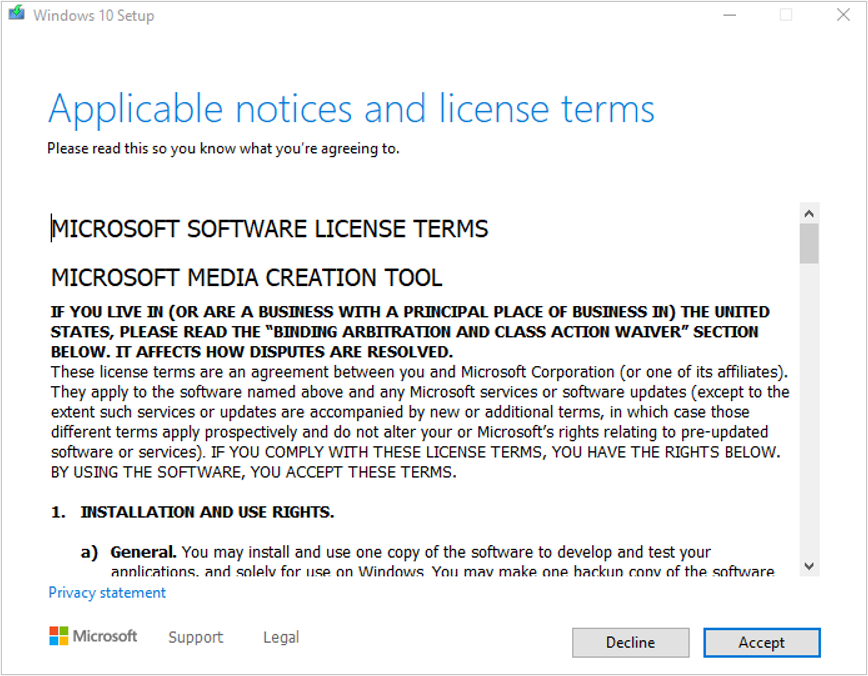 Windows 10 Setup
Applicable notices and license terms
Please read this so you know what you're agreeing to.
MICROSOFT SOFTWARE LICENSE TERMS
MICROSOFT MEDIA CREATION TOOL
IF YOU LIVE IN (OR ARE A BUSINESS WITH A PRINCIPAL PLACE OF BUSINESS IN) THE UNITED
STATES, PLEASE READ THE “BINDING ARBITRATION AND CLASS ACTION WAIVER” SECTION
BELOW. IT AFFECTS HOW DISPUTES ARE RESOLVED.
These license terms are an agreement between you and Microsoft Corporation (or one of its affiliates).
They apply to the software named above and any Microsoft services or software updates (except to the
extent such services or updates are accompanied by new or additional terms, in which case those
different terms apply prospectively and do not alter your or Microsoft’s rights relating to pre-updated
software or services). IF YOU COMPLY WITH THESE LICENSE TERMS, YOU HAVE THE RIGHTS BELOW.
BY USING THE SOFTWARE, YOU ACCEPT THESE TERMS.
1. INSTALLATION AND USE RIGHTS.
a) General. You may install and use one copy of the software to develop and test your
applications, and solely for use on Windows. You may make one backup copy of the software
Privacy statement
Microsoft Support Legal Decline Accept